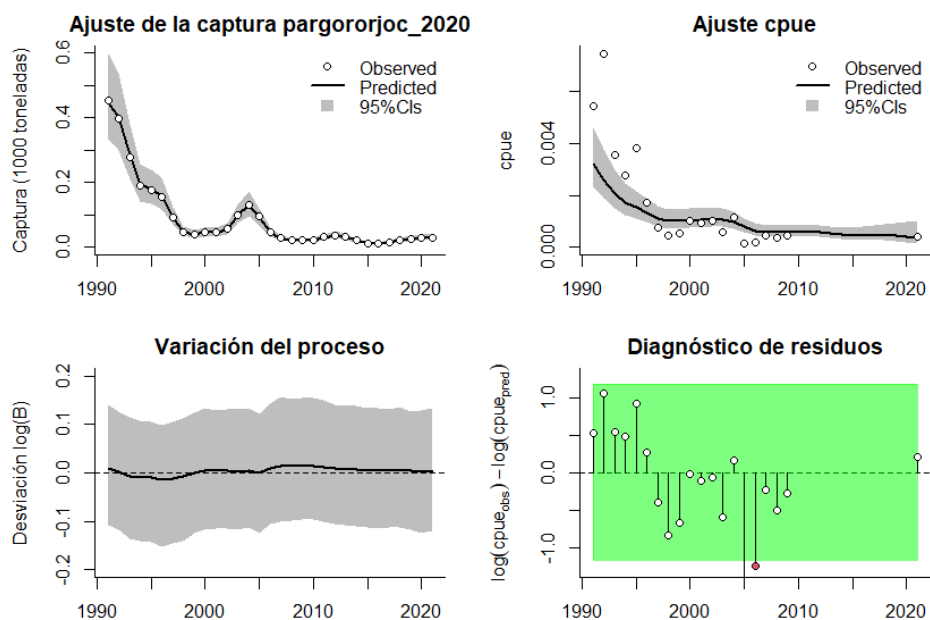 Ajuste de la captura pargororjoc_2020
Captura (1000 toneladas)
0.0 0.2 0.4 0.6
Observed
Predicted
95%CIs
1990 2000 2010 2020
Ajuste cpue
cpue
0.000 0.004
Observed
Predicted
95%CIs
1990 2000 2010 2020
Variación del proceso
Desviación log(B)
-0.2 -0.1 0.0 0.1 0.2
1990 2000 2010 2020
Diagnóstico de residuos
log(cpue_obs) − log(cpue_pred)
-1.0 0.0 1.0
1990 2000 2010 2020